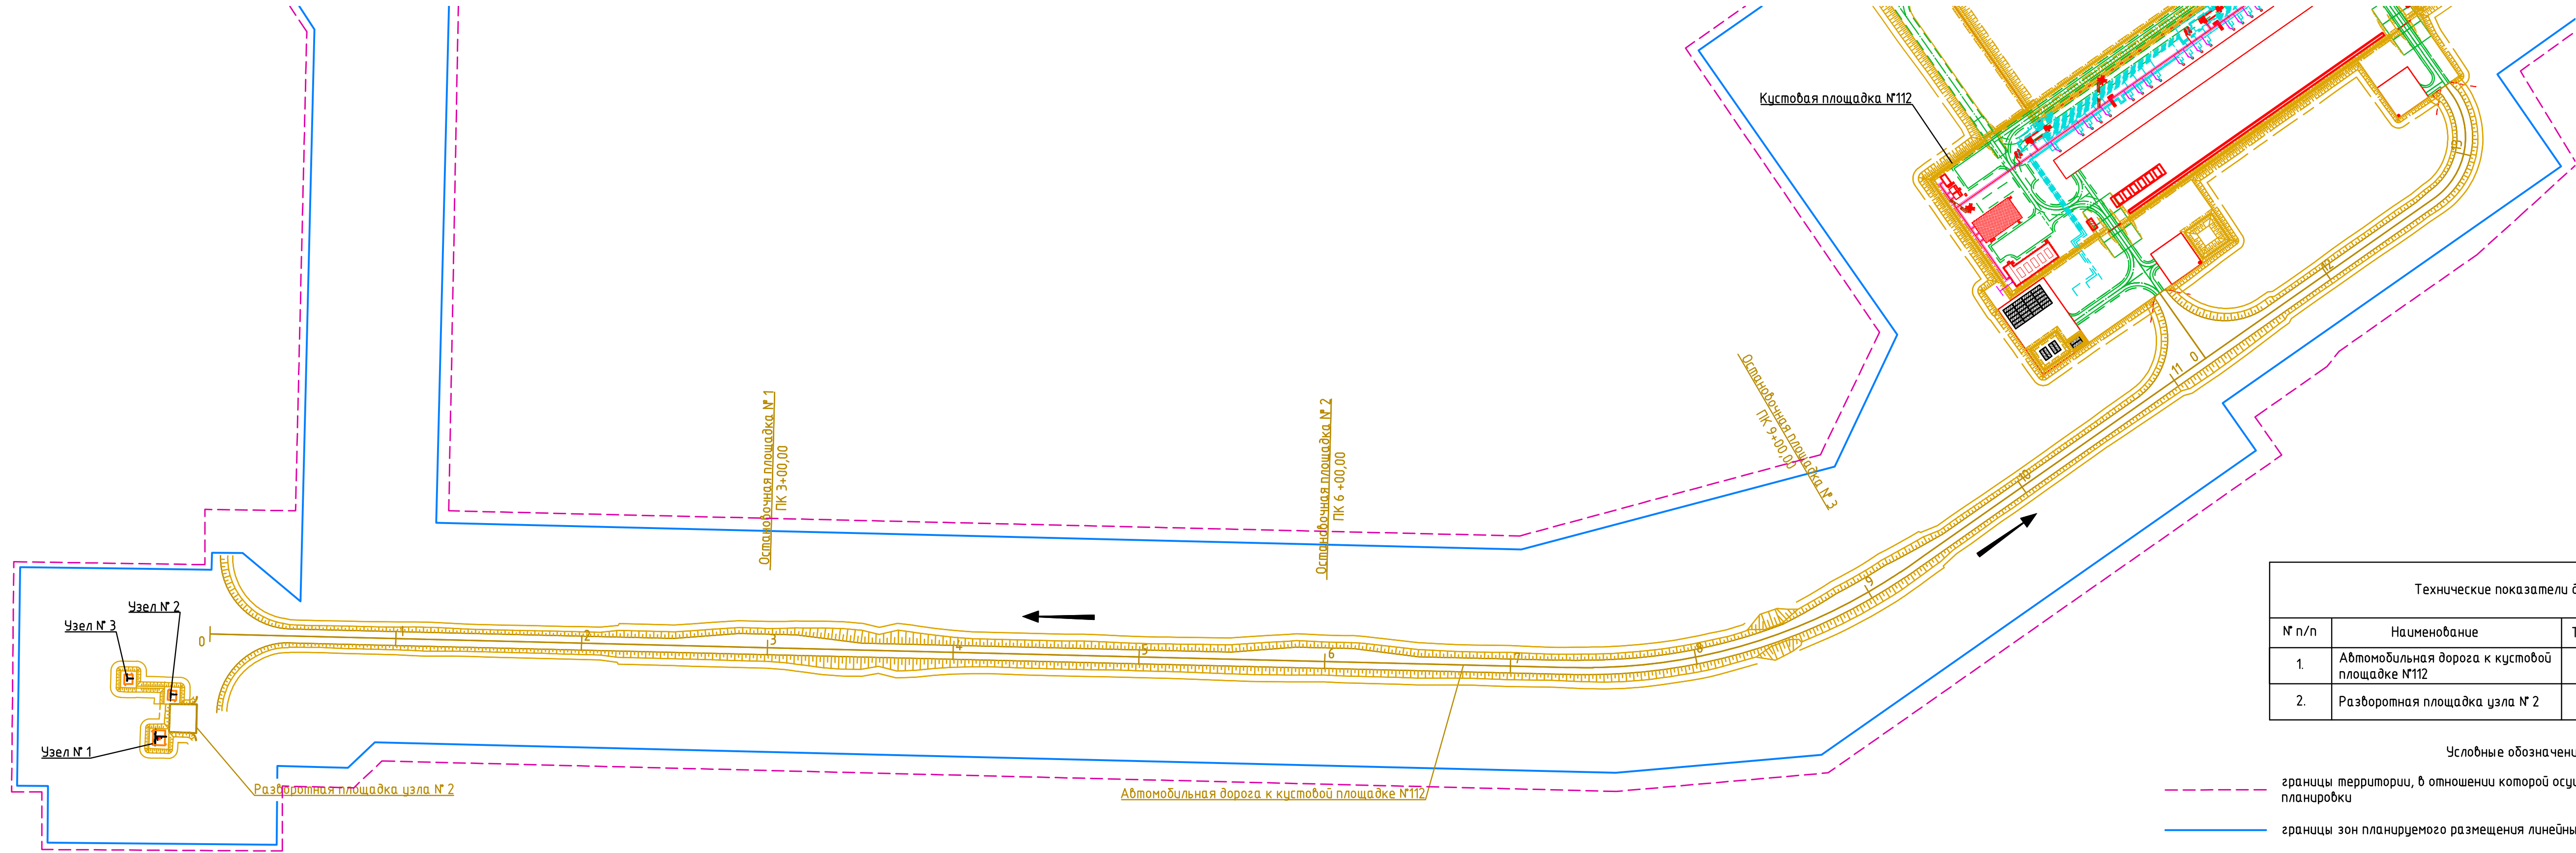 Кустовая площадка №112
Остановочная площадка № 1
ПК 3+00,00
Остановочная площадка № 2
ПК 6 +00,00
Остановочная площадка № 3
ПК 9+00,00
Узел № 2
Узел № 3
Узел № 1
Разворотная площадка узла № 2
Автомобильная дорога к кустовой площадке №112
0
1
2
3
4
5
6
7
8
9
10
11
0
12
13
Технические показатели
№ п/п
Наименование
1.
Автомобильная дорога к кустовой
площадке №112
2.
Разворотная площадка узла № 2
Условные
границы территории, в отношении которой
планировки
границы зон планируемого размещения